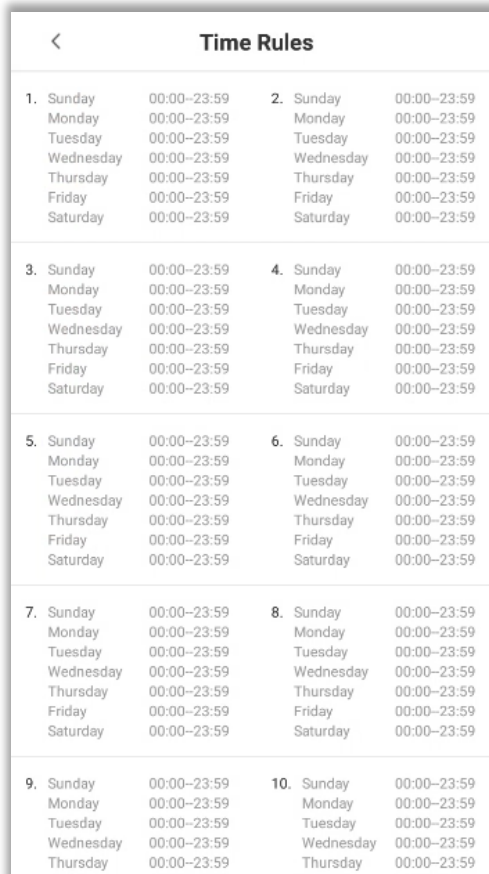 Time Rules
1. Sunday 00:00--23:59
Monday 00:00--23:59
Tuesday 00:00--23:59
Wednesday 00:00--23:59
Thursday 00:00--23:59
Friday 00:00--23:59
Saturday 00:00--23:59
2. Sunday 00:00--23:59
Monday 00:00--23:59
Tuesday 00:00--23:59
Wednesday 00:00--23:59
Thursday 00:00--23:59
Friday 00:00--23:59
Saturday 00:00--23:59
3. Sunday 00:00--23:59
Monday 00:00--23:59
Tuesday 00:00--23:59
Wednesday 00:00--23:59
Thursday 00:00--23:59
Friday 00:00--23:59
Saturday 00:00--23:59
4. Sunday 00:00--23:59
Monday 00:00--23:59
Tuesday 00:00--23:59
Wednesday 00:00--23:59
Thursday 00:00--23:59
Friday 00:00--23:59
Saturday 00:00--23:59
5. Sunday 00:00--23:59
Monday 00:00--23:59
Tuesday 00:00--23:59
Wednesday 00:00--23:59
Thursday 00:00--23:59
Friday 00:00--23:59
Saturday 00:00--23:59
6. Sunday 00:00--23:59
Monday 00:00--23:59
Tuesday 00:00--23:59
Wednesday 00:00--23:59
Thursday 00:00--23:59
Friday 00:00--23:59
Saturday 00:00--23:59
7. Sunday 00:00--23:59
Monday 00:00--23:59
Tuesday 00:00--23:59
Wednesday 00:00--23:59
Thursday 00:00--23:59
Friday 00:00--23:59
Saturday 00:00--23:59
8. Sunday 00:00--23:59
Monday 00:00--23:59
Tuesday 00:00--23:59
Wednesday 00:00--23:59
Thursday 00:00--23:59
Friday 00:00--23:59
Saturday 00:00--23:59
9. Sunday 00:00--23:59
Monday 00:00--23:59
Tuesday 00:00--23:59
Wednesday 00:00--23:59
Thursday 00:00--23:59
10. Sunday 00:00--23:59
Monday 00:00--23:59
Tuesday 00:00--23:59
Wednesday 00:00--23:59
Thursday 00:00--23:59